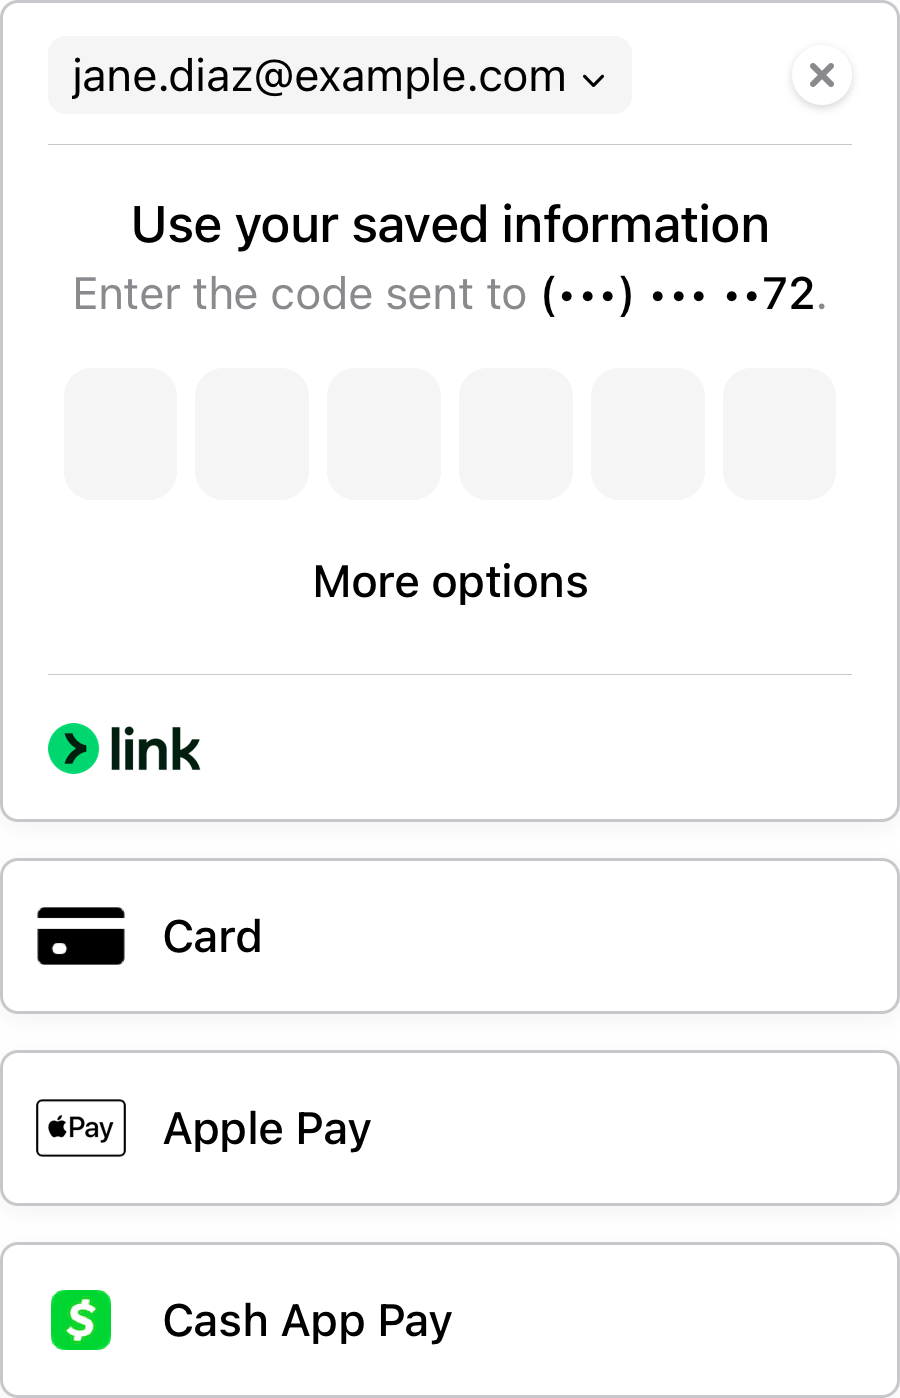 jane.diaz@example.com
Use your saved information
Enter the code sent to (•••) ••• ••72.
More options
link
Card
Pay Apple Pay
$ Cash App Pay